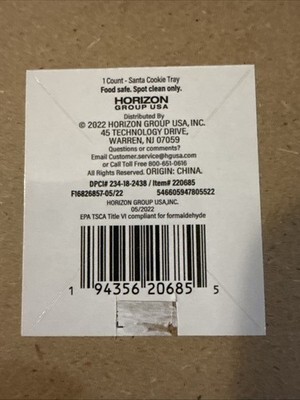 1 Count - Santa Cookie Tray
Food safe. Spot clean only.
HORIZON
GROUP USA
Distributed By
© 2022 HORIZON GROUP USA, INC.
45 TECHNOLOGY DRIVE,
WARREN, NJ 07059
Questions or comments?
Email Customer.service@hgusa.com
or Call Toll Free 800-651-0616
All Rights Reserved. ORIGIN: CHINA.
DPCI# 234-18-2438 / Item# 220685
FI6826857-05/22 546605947805522
HORIZON GROUP USA, INC.
05/2022
EPA TSCA Title VI compliant for formaldehyde
1 94356 20685 5